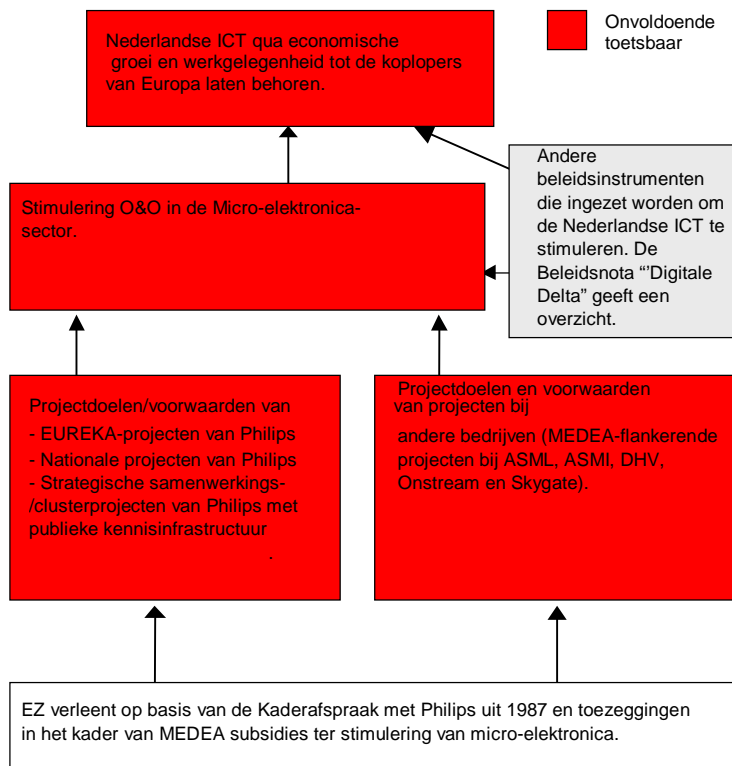 Nederlandse ICT qua economische
groei en werkgelegenheid tot de koplopers
van Europa laten behoren.
Onvoldoende
toetsbaar
Andere
beleidsinstrumenten
die ingezet worden om
de Nederlandse ICT te
stimuleren. De
Beleidsnota “’Digitale
Delta” geeft een
overzicht.
Stimulering O&O in de Micro-elektronica-
sector.
Projectdoelen/voorwaarden van
- EUREKA-projecten van Philips
- Nationale projecten van Philips
- Strategische samenwerkings-
/clusterprojecten van Philips met
publieke kennisinfrastructuur
.
Projectdoelen en voorwaarden
van projecten bij
andere bedrijven (MEDEA-flankerende
projecten bij ASML, ASMI, DHV,
Onstream en Skygate).
EZ verleent op basis van de Kaderafspraak met Philips uit 1987 en toezeggingen
in het kader van MEDEA subsidies ter stimulering van micro-elektronica.